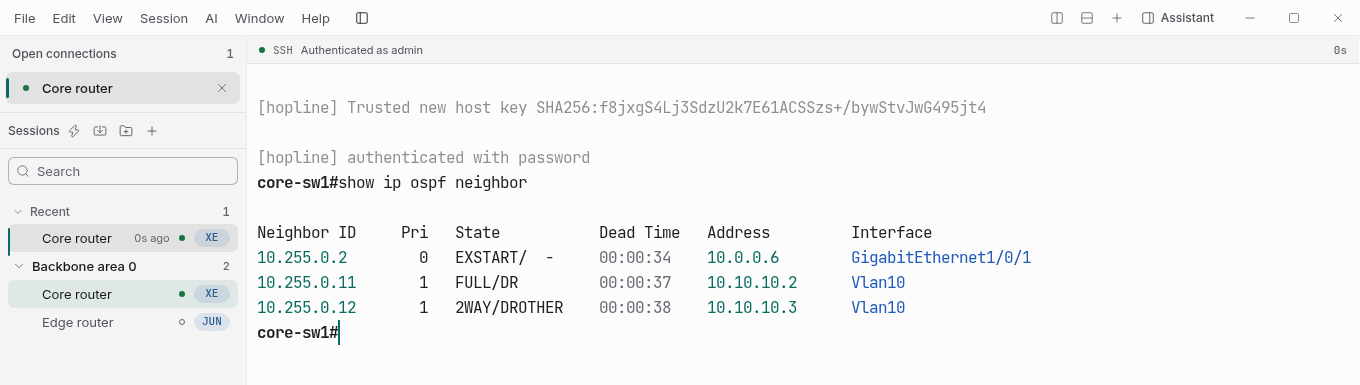 File Edit View Session AI Window Help Assistant
Open connections 1
Core router
Sessions
Search
Recent 1
Core router 0s ago XE
Backbone area 0 2
Core router XE
Edge router JUN
SSH Authenticated as admin 0s
[hopline] Trusted new host key SHA256:f8jxgS4Lj3SdzU2k7E61ACSSzs+/bywStvJwG495jt4
[hopline] authenticated with password
core-sw1#show ip ospf neighbor
Neighbor ID Pri State Dead Time Address Interface
10.255.0.2 0 EXSTART/ - 00:00:34 10.0.0.6 GigabitEthernet1/0/1
10.255.0.11 1 FULL/DR 00:00:37 10.10.10.2 Vlan10
10.255.0.12 1 2WAY/DROTHER 00:00:38 10.10.10.3 Vlan10
core-sw1#